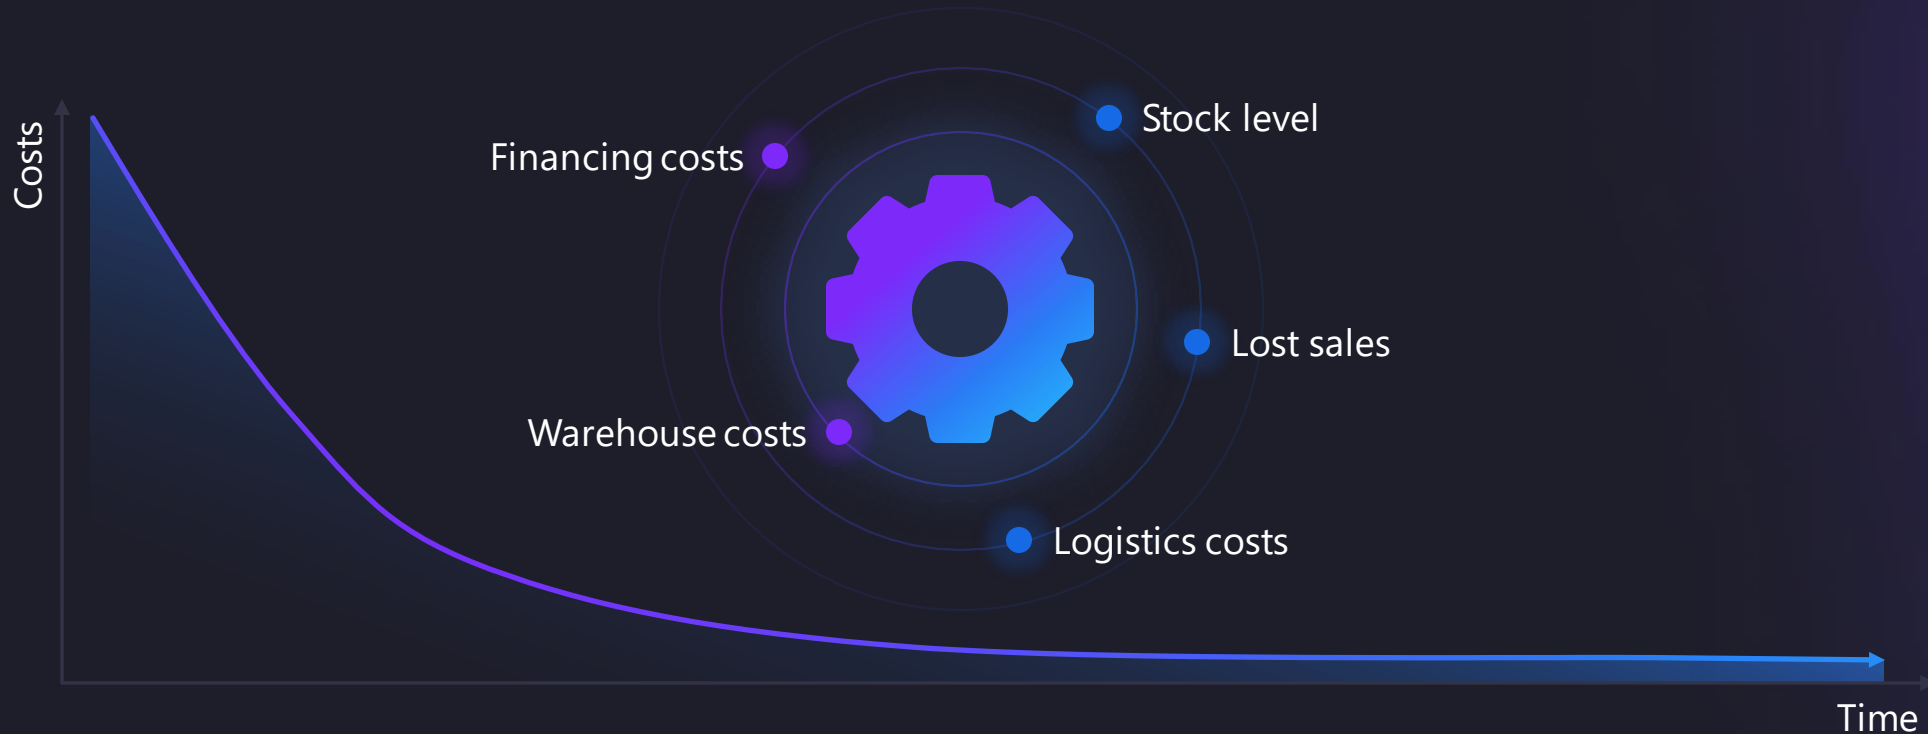 Costs
Stock level
Financing costs
Lost sales
Warehouse costs
Logistics costs
Time